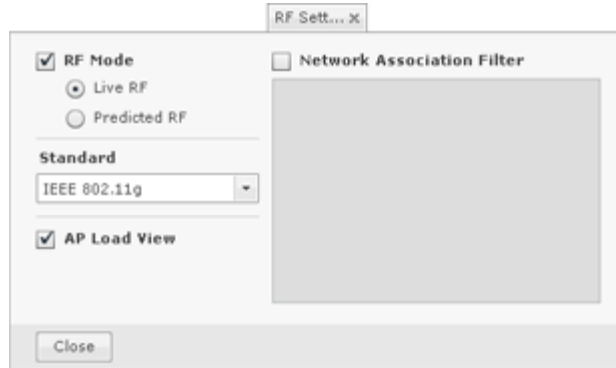 RF Sett... x
RF Mode
Live RF
Predicted RF
Standard
IEEE 802.11g
AP Load View
Network Association Filter
Close